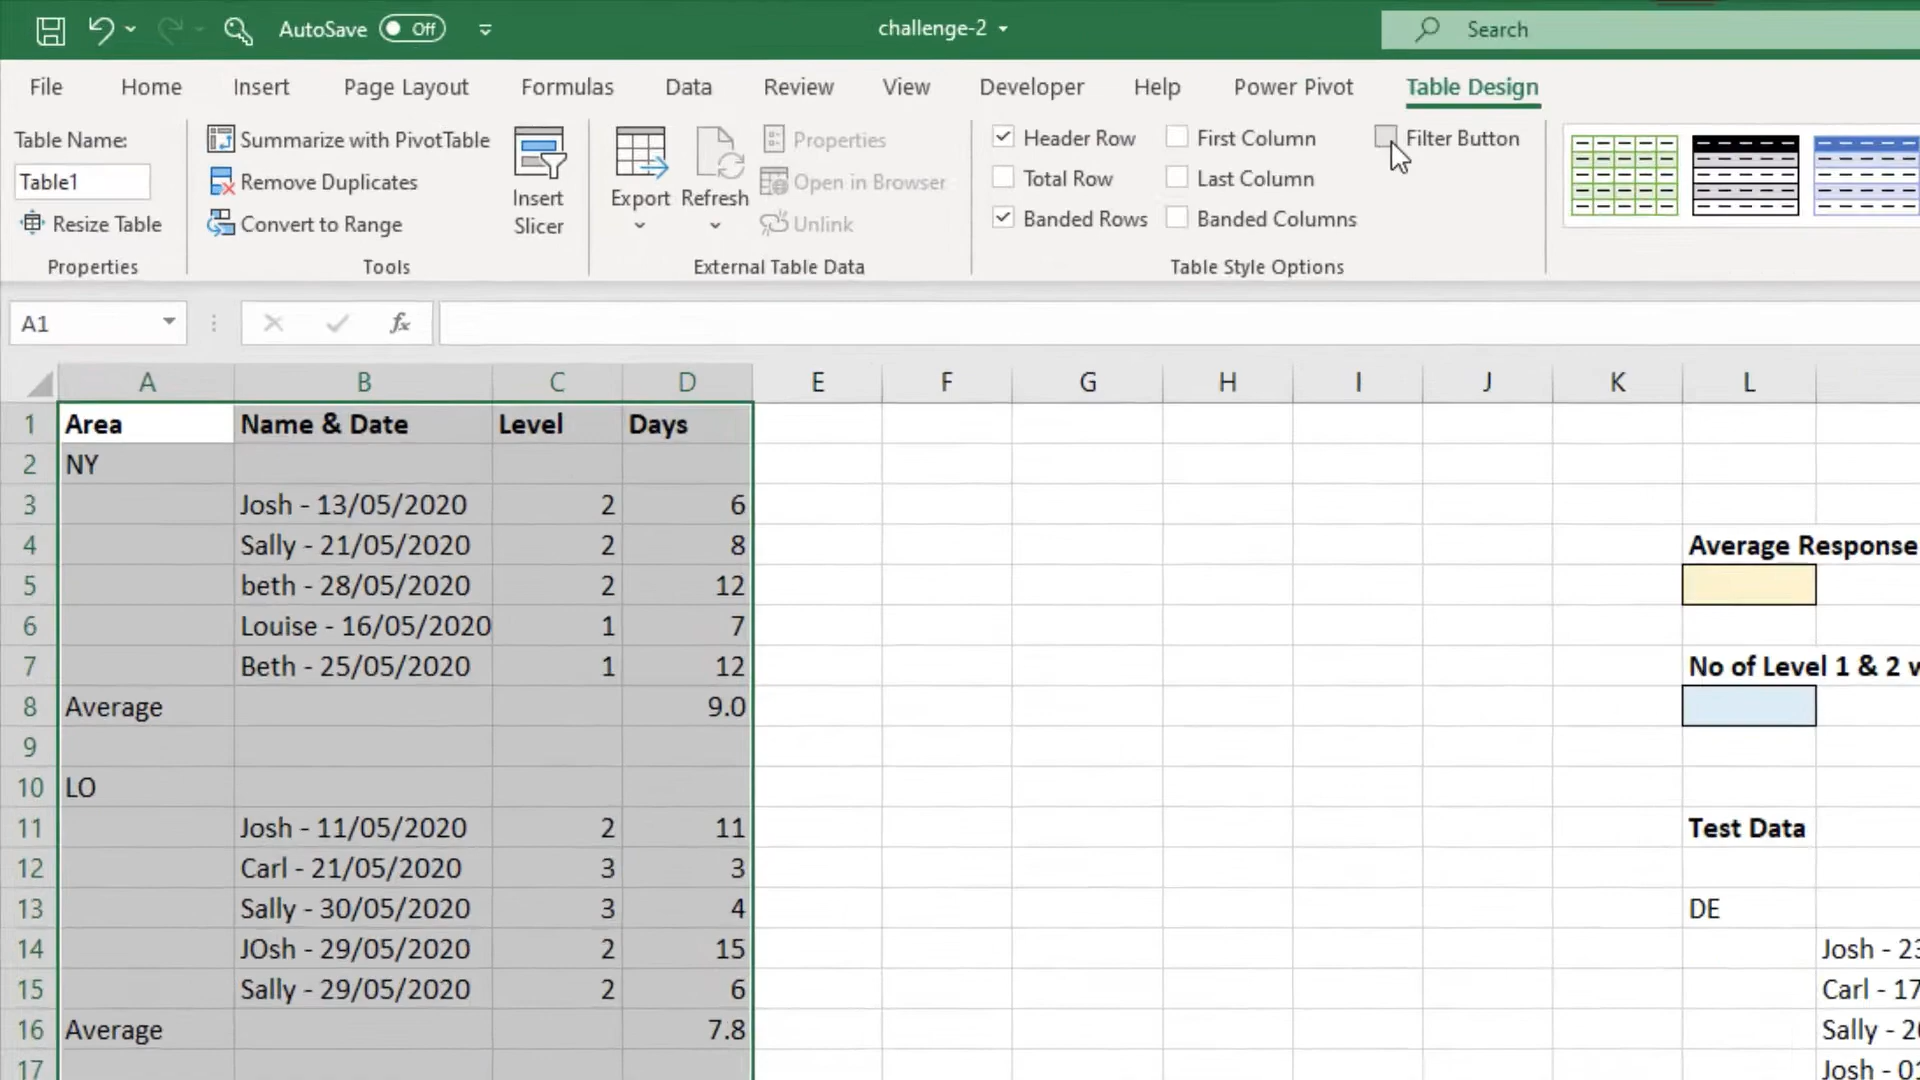 AutoSave Off challenge-2 Search
File Home Insert Page Layout Formulas Data Review View Developer Help Power Pivot Table Design
Table Name:
Table1
Resize Table
Properties
Summarize with PivotTable
Remove Duplicates
Convert to Range
Tools
Insert
Slicer
Export
Refresh
Properties
Open in Browser
Unlink
External Table Data
Header Row First Column Filter Button
Total Row Last Column
Banded Rows Banded Columns
Table Style Options
A1 fx
A B C D E F G H I J K L
1 Area Name & Date Level Days
2 NY
3 Josh - 13/05/2020 2 6
4 Sally - 21/05/2020 2 8 Average Response
5 beth - 28/05/2020 2 12
6 Louise - 16/05/2020 1 7
7 Beth - 25/05/2020 1 12 No of Level 1 & 2
8 Average 9.0
9
10 LO
11 Josh - 11/05/2020 2 11 Test Data
12 Carl - 21/05/2020 3 3
13 Sally - 30/05/2020 3 4 DE
14 JOsh - 29/05/2020 2 15 Josh - 23
15 Sally - 29/05/2020 2 6 Carl - 17
16 Average 7.8 Sally - 2
17 Josh - 01